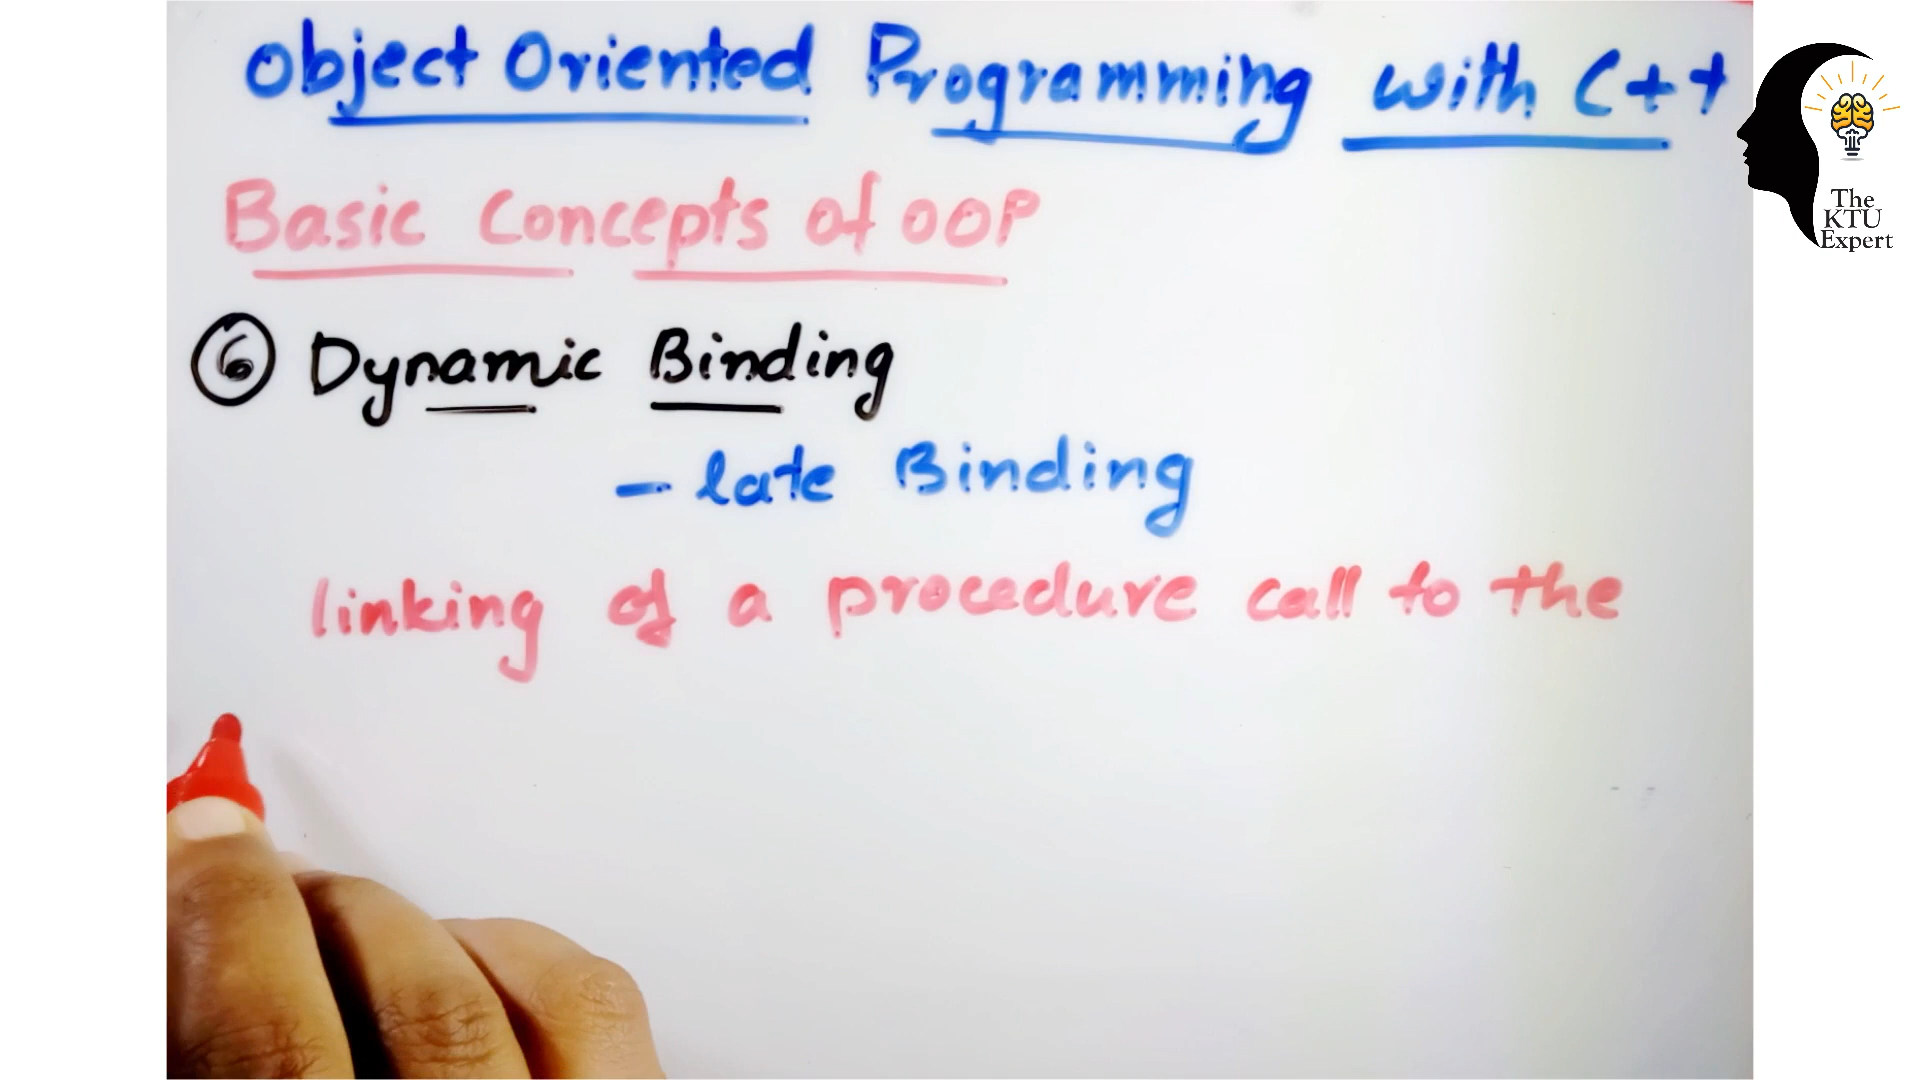 Object Oriented Programming with C++
Basic Concepts of OOP
6 Dynamic Binding
- late Binding
linking of a procedure call to the
The
KTU
Expert